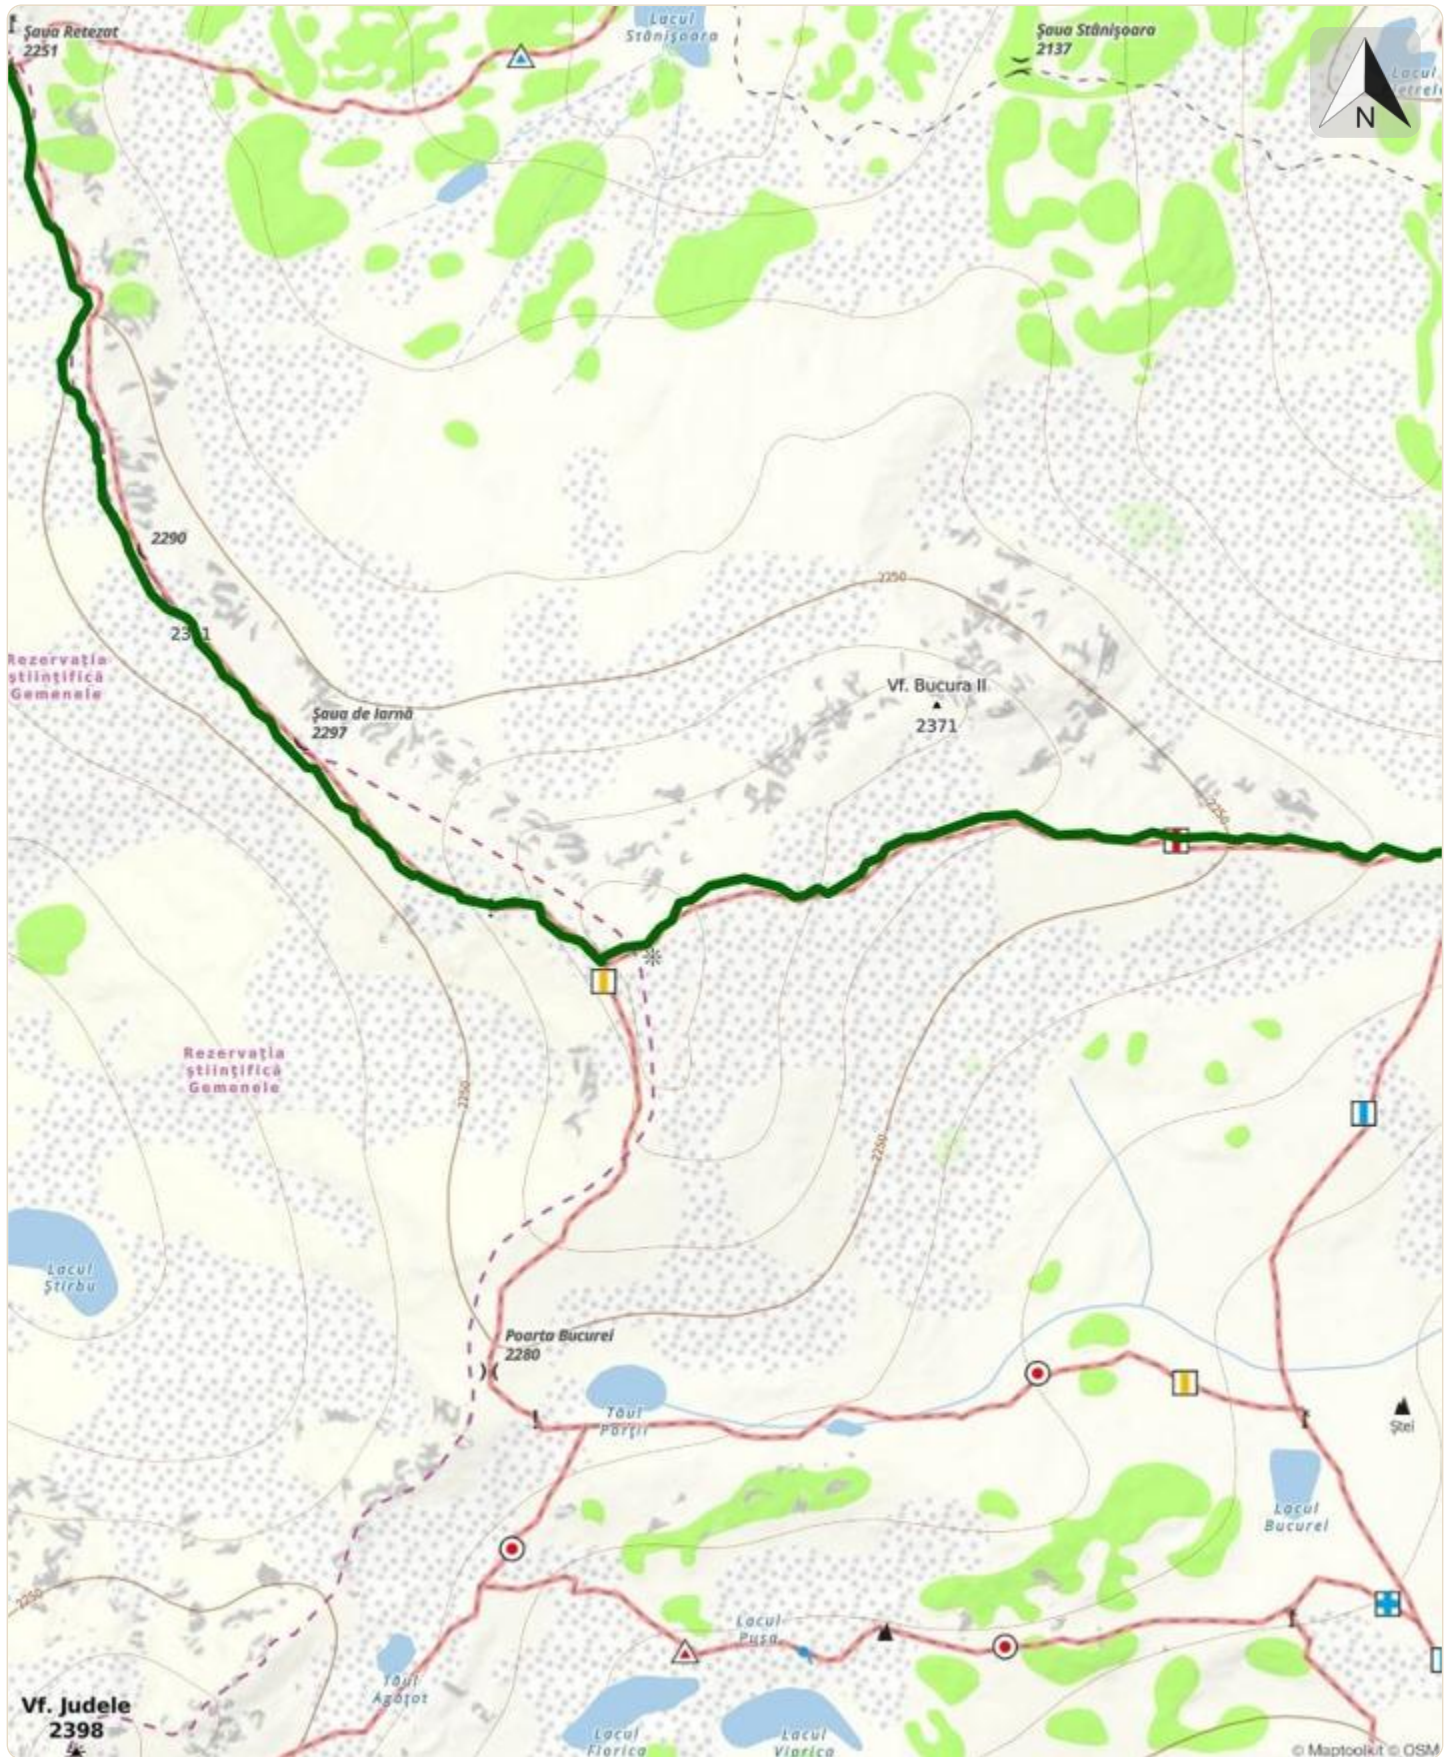 Şaua Retezat
2251
Lacul
Stânişoara
Şaua Stânişoara
2137
Lacul
N
2290
Rezervaţia
ştiinţifică
Gemenele
Şaua de Iarnă
2297
2250
Vf. Bucura II
2371
2250
Rezervaţia
ştiinţifică
Gemenele
2250
2250
Lacul
Ştirbu
Poarta Bucurei
2280
Tăul
Porţii
Ştei
Lacul
Bucurei
2250
Lacul
Puşa
Tăul
Agăţat
Vf. Judele
2398
Lacul
Florica
Lacul
Viorica
© Maptoolkit © OSM